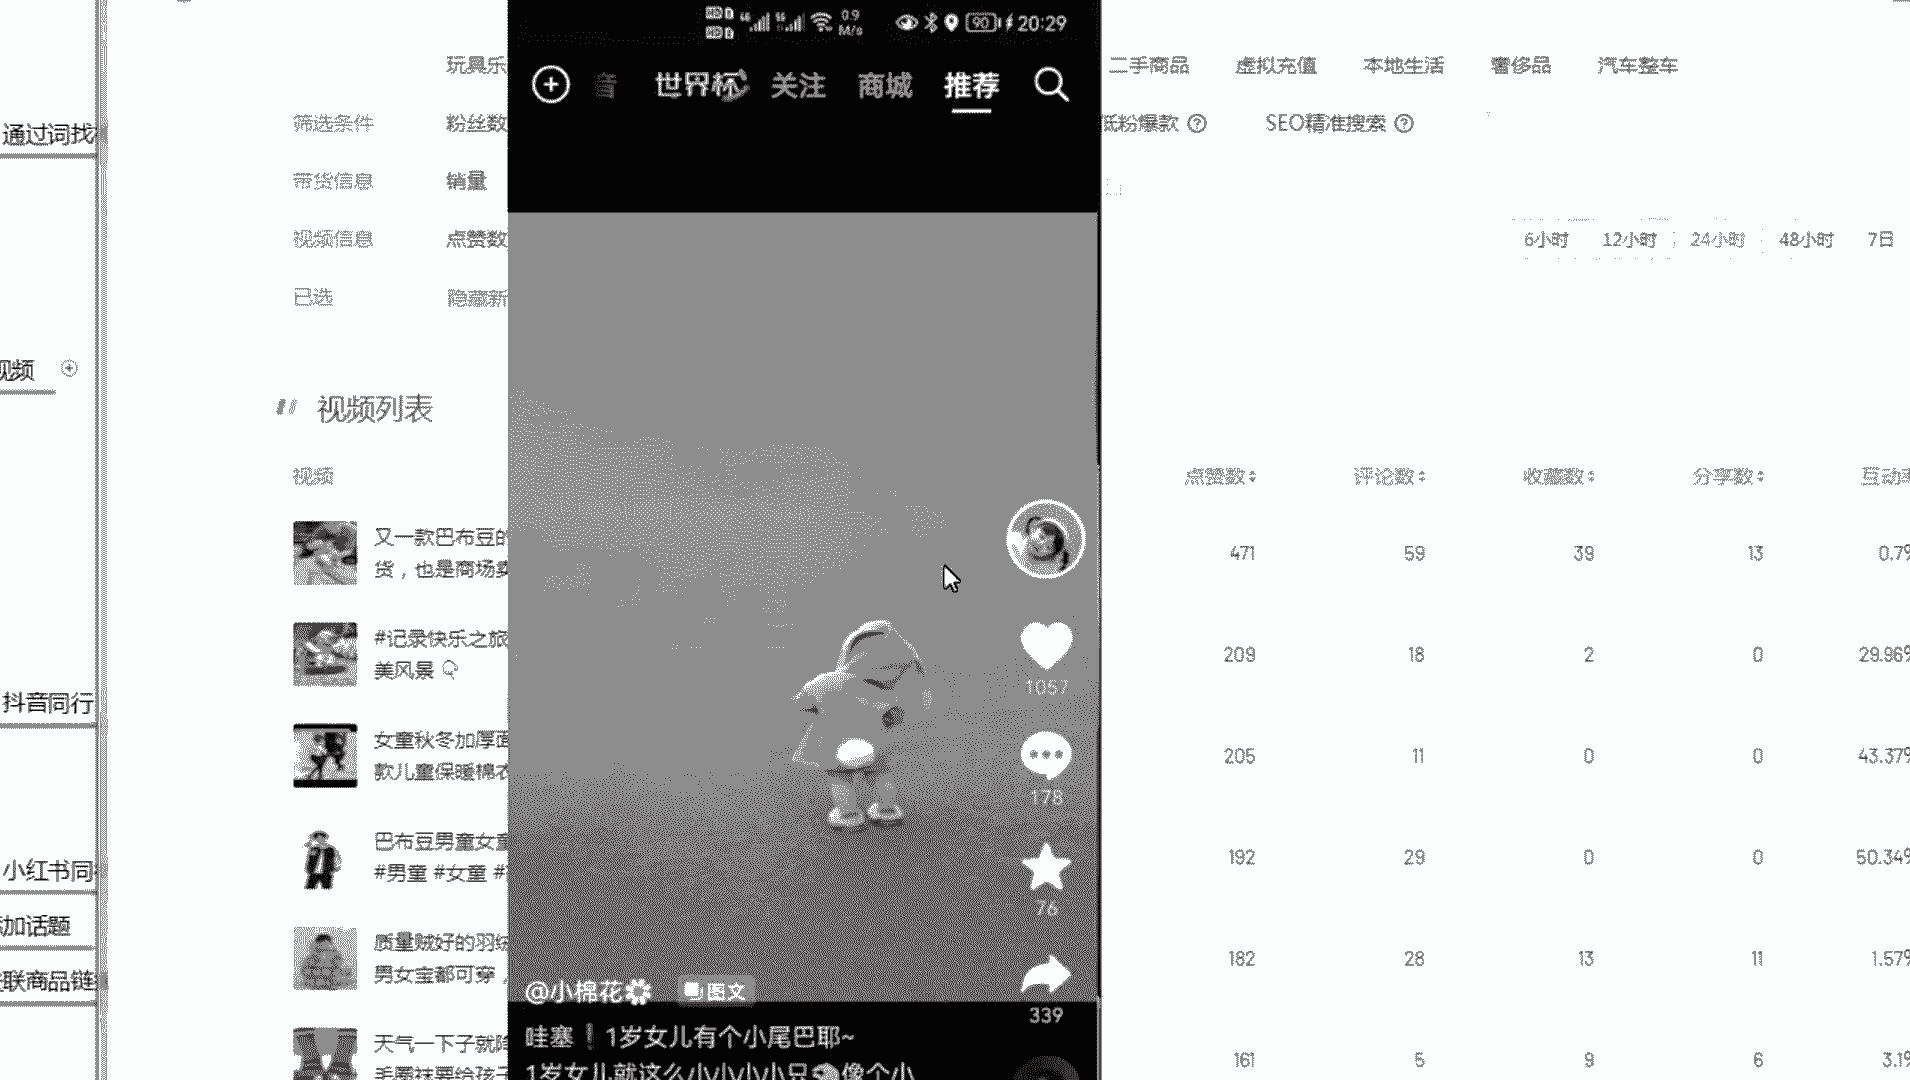 0.9
M/s
90
20:29
世界杯
关注
商城
推荐
玩具乐
二手商品
虚拟充值
本地生活
奢侈品
汽车整车
筛选条件
粉丝数
低粉爆款
SEO精准搜索
通过词找
带货信息
销量
视频信息
点赞数
6小时
12小时
24小时
48小时
7日
已选
隐藏新
视频
视频列表
视频
点赞数
评论数
收藏数
分享数
互动率
又一款巴布豆的
货，也是商场卖
471
59
39
13
0.7%
#记录快乐之旅
美风景
209
18
2
0
29.96%
抖音同行
女童秋冬加厚面
款儿童保暖棉衣
205
11
0
0
43.37%
小红书同
巴布豆男童女童
#男童 #女童 #
192
29
0
0
50.34%
加话题
质量贼好的羽绒
男女宝都可穿，
182
28
13
11
1.57%
联商品链
天气一下子就降
毛圈袜要给孩子
161
5
9
6
3.1%
1057
178
76
339
@小棉花
图文
哇塞❗1岁女儿有个小尾巴耶~
1岁女儿就这么小小小小只 像个小